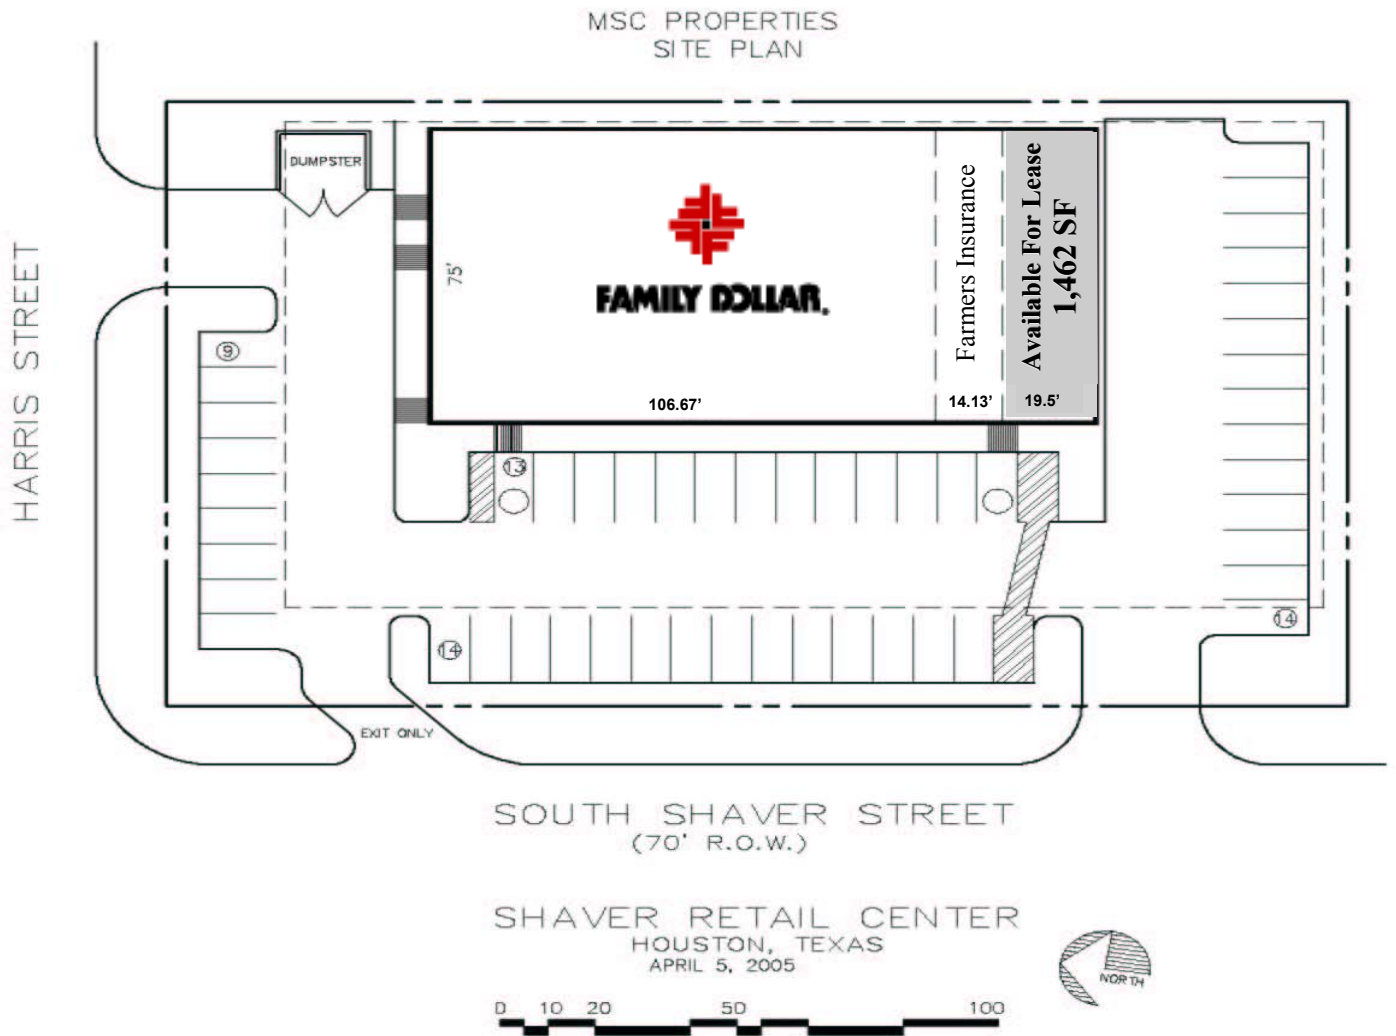 MSC PROPERTIES
SITE PLAN
DUMPSTER
HARRIS STREET
75'
FAMILY DOLLAR.
106.67'
Farmers Insurance
14.13'
Available For Lease
1,462 SF
19.5'
9
13
14
14
EXIT ONLY
SOUTH SHAVER STREET
(70' R.O.W.)
SHAVER RETAIL CENTER
HOUSTON, TEXAS
APRIL 5, 2005
NORTH
0 10 20 50 100